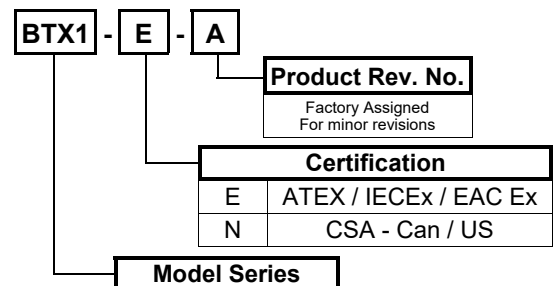 BTX1 - E - A
Product Rev. No.
Factory Assigned
For minor revisions
Certification
E ATEX / IECEx / EAC Ex
N CSA - Can / US
Model Series